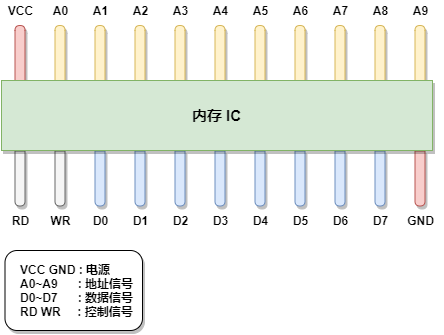 VCC A0 A1 A2 A3 A4 A5 A6 A7 A8 A9
内存 IC
RD WR D0 D1 D2 D3 D4 D5 D6 D7 GND
VCC GND : 电源
A0~A9 : 地址信号
D0~D7 : 数据信号
RD WR : 控制信号